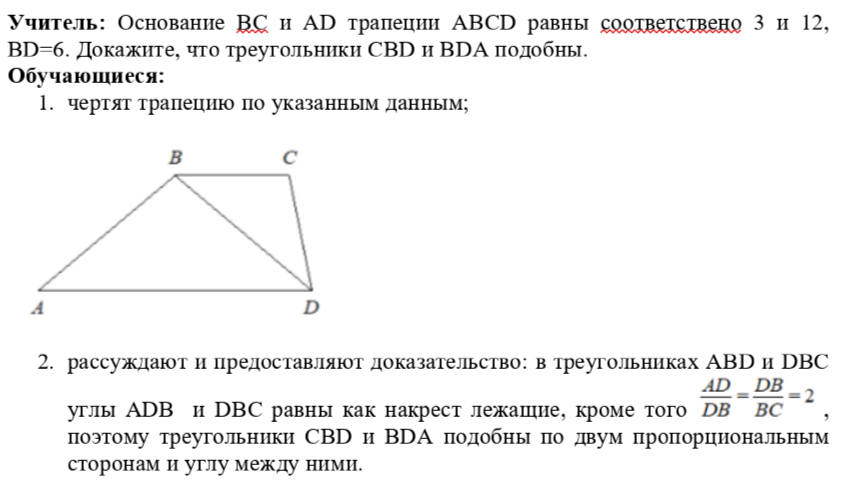 Учитель: Основание BC и AD трапеции ABCD равны соответствено 3 и 12,
BD=6. Докажите, что треугольники CBD и BDA подобны.
Обучающиеся:
1. чертят трапецию по указанным данным;
B C
A D
2. рассуждают и предоставляют доказательство: в треугольниках ABD и DBC
углы ADB и DBC равны как накрест лежащие, кроме того AD/DB = DB/BC = 2 ,
поэтому треугольники CBD и BDA подобны по двум пропорциональным
сторонам и углу между ними.